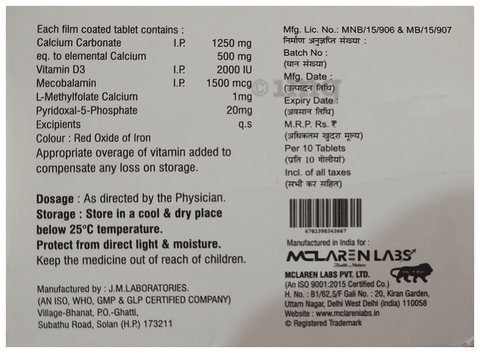 Each film coated tablet contains :
Calcium Carbonate I.P. 1250 mg
eq. to elemental Calcium 500 mg
Vitamin D3 I.P. 2000 IU
Mecobalamin I.P. 1500 mcg
L-Methylfolate Calcium 1mg
Pyridoxal-5-Phosphate 20mg
Excipients q.s
Colour : Red Oxide of Iron
Appropriate overage of vitamin added to
compensate any loss on storage.
Dosage : As directed by the Physician.
Storage : Store in a cool & dry place
below 25°C temperature.
Protect from direct light & moisture.
Keep the medicine out of reach of children.
Manufactured by : J.M.LABORATORIES.
(AN ISO, WHO, GMP & GLP CERTIFIED COMPANY)
Village-Bhanat, P.O.-Ghatti,
Subathu Road, Solan (H.P.) 173211
Mfg. Lic. No.: MNB/15/906 & MB/15/907
निर्माण अनुज्ञप्ति संख्या :
Batch No :
(घान संख्या)
Mfg. Date :
(उत्पादन तिथि)
Expiry Date :
(अवसान तिथि)
M.R.P. Rs. ₹
(अधिकतम खुदरा मूल्य)
Per 10 Tablets
(प्रति 10 गोलीयां)
Incl. of all taxes
(सभी कर सहित)
6702398343667
Manufactured in India for :
MCLAREN LABS
MCLAREN LABS PVT. LTD.
(An ISO 9001:2015 Certified Co.)
H. No. : B1/62,S/F Gali No. : 20, Kiran Garden,
Uttam Nagar, Delhi West Delhi (India) 110058
Website : www.mclarenlabs.in
® Registered Trademark